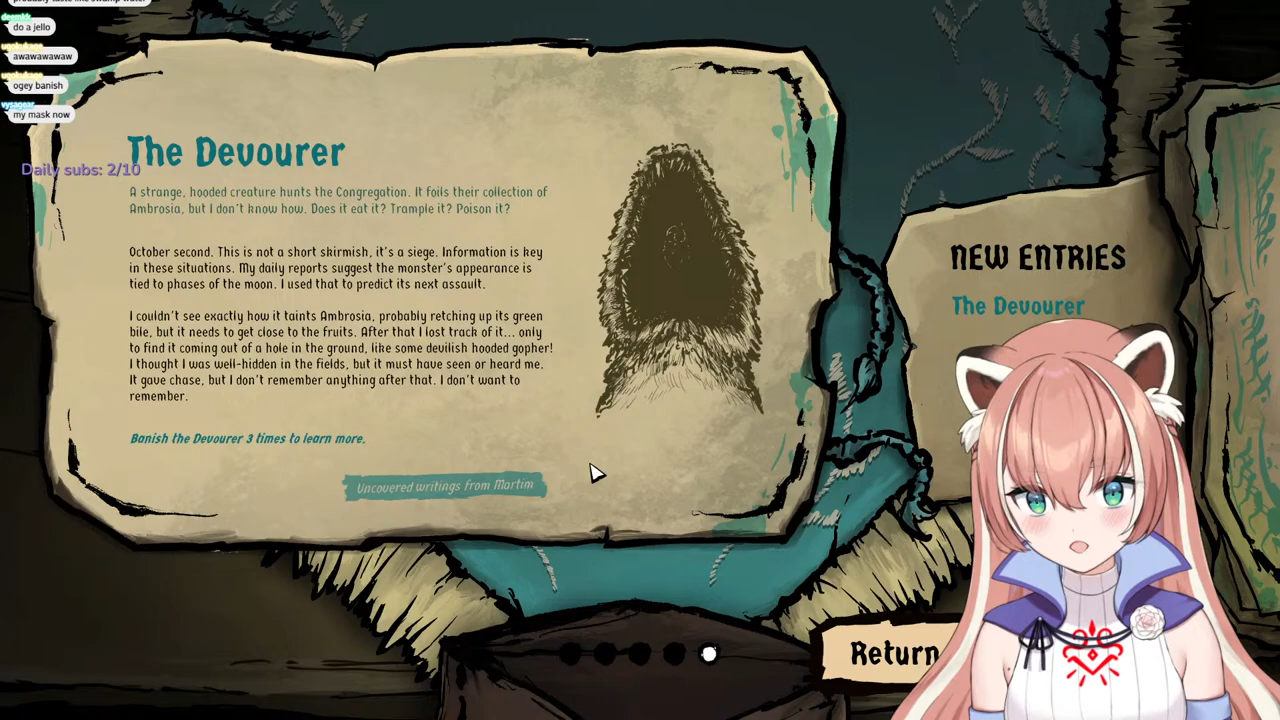 deemkk
do a jello
awawawawaw
ogey banish
vysagear
my mask now
Daily subs: 2/10
The Devourer
A strange, hooded creature hunts the Congregation. It foils their collection of
Ambrosia, but I don't know how. Does it eat it? Trample it? Poison it?
October second. This is not a short skirmish, it's a siege. Information is key
in these situations. My daily reports suggest the monster's appearance is
tied to phases of the moon. I used that to predict its next assault.
I couldn't see exactly how it taints Ambrosia, probably retching up its green
bile, but it needs to get close to the fruits. After that I lost track of it... only
to find it coming out of a hole in the ground, like some devilish hooded gopher!
I thought I was well-hidden in the fields, but it must have seen or heard me.
It gave chase, but I don't remember anything after that. I don't want to
remember.
Banish the Devourer 3 times to learn more.
Uncovered writings from Martim
NEW ENTRIES
The Devourer
Return